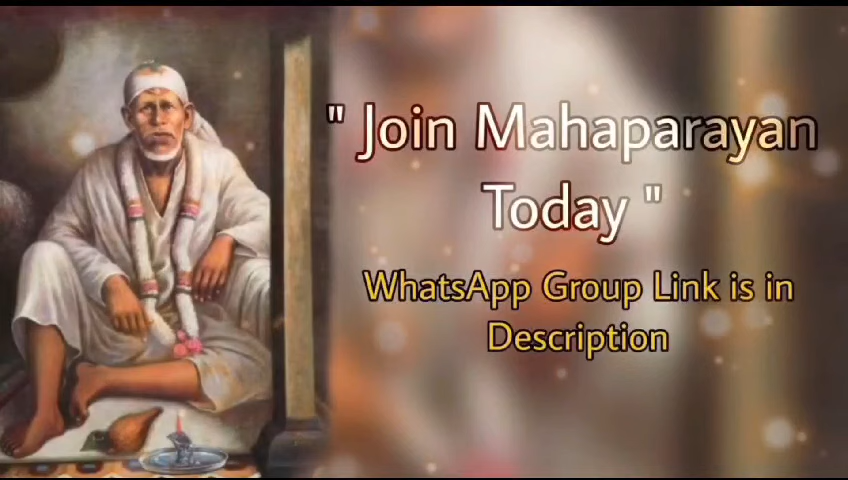 " Join Mahaparayan
Today "
WhatsApp Group Link is in
Description